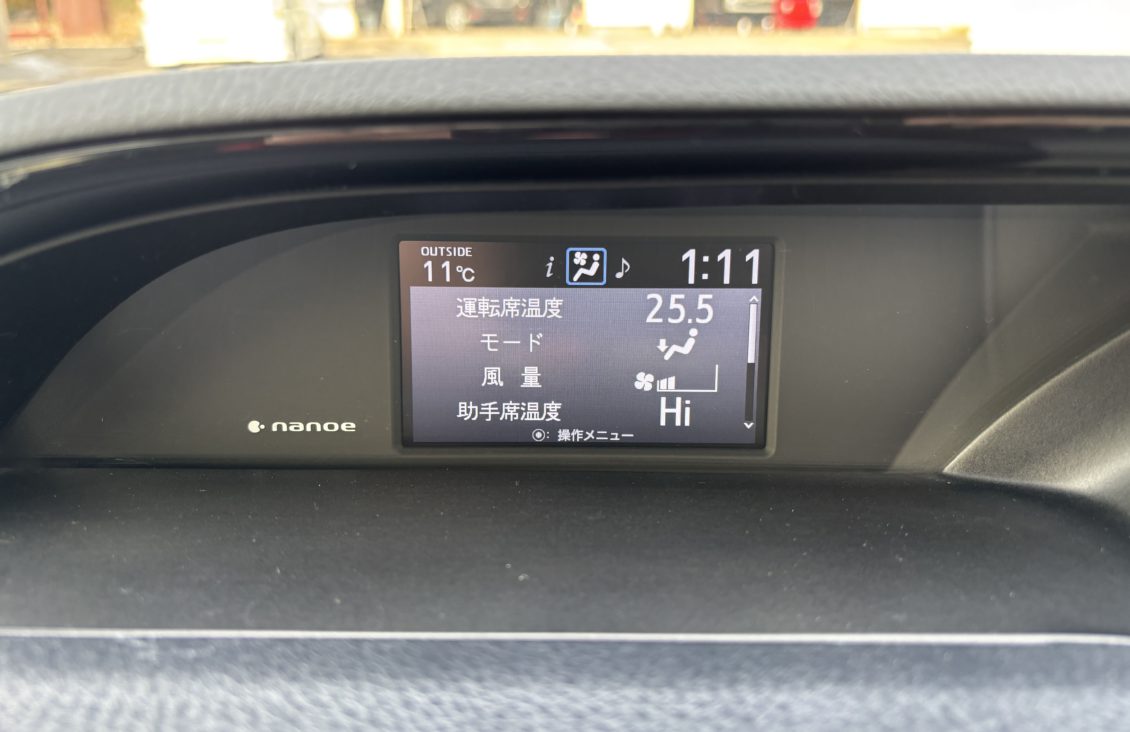 OUTSIDE
11℃
i
1:11
運転席温度 25.5
モード
風 量
助手席温度 Hi
: 操作メニュー
nanoe